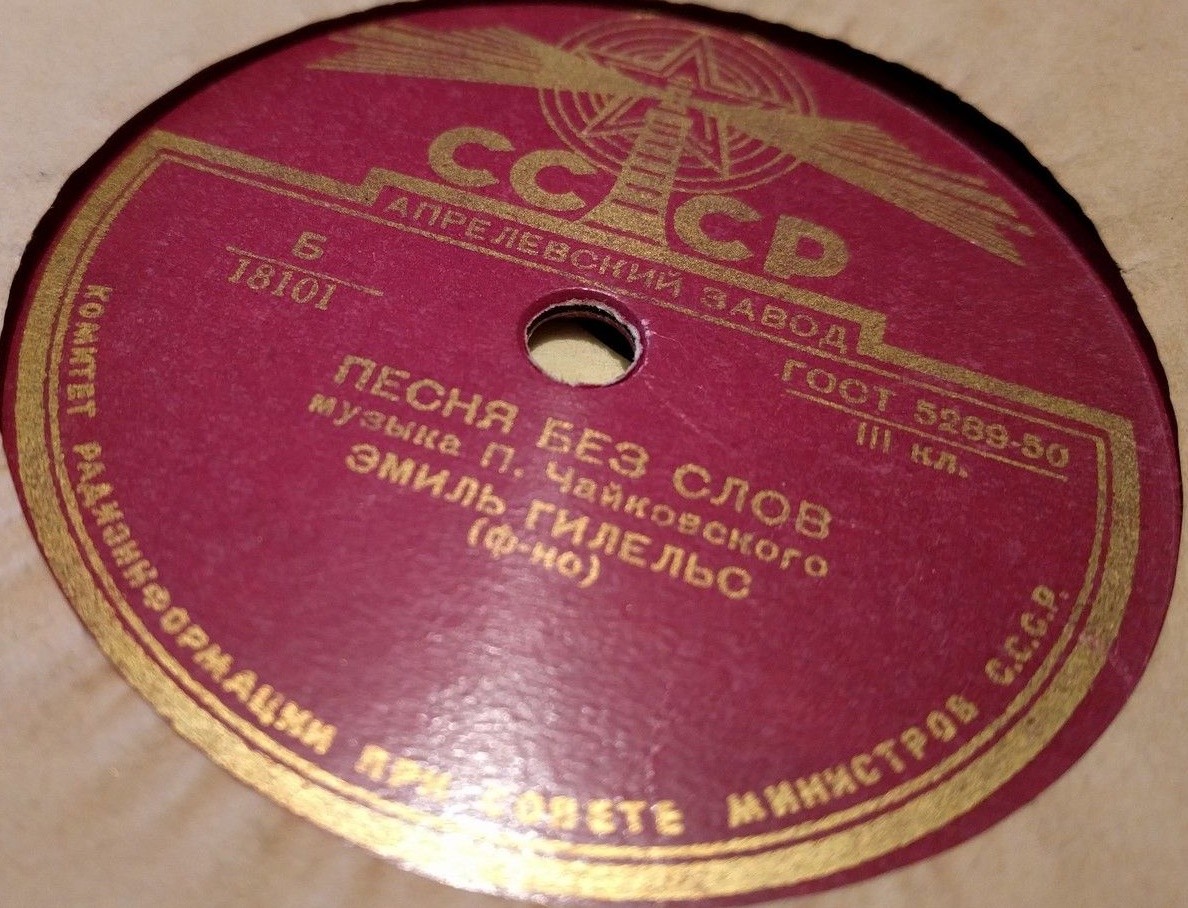 СССР
АПРЕЛЕВСКИЙ ЗАВОД
Б
18101
ГОСТ 5289-50
III кл.
ПЕСНЯ БЕЗ СЛОВ
музыка П. Чайковского
ЭМИЛЬ ГИЛЕЛЬС
(ф-но)
КОМИТЕТ РАДИОИНФОРМАЦИИ ПРИ СОВЕТЕ МИНИСТРОВ С.С.С.Р.